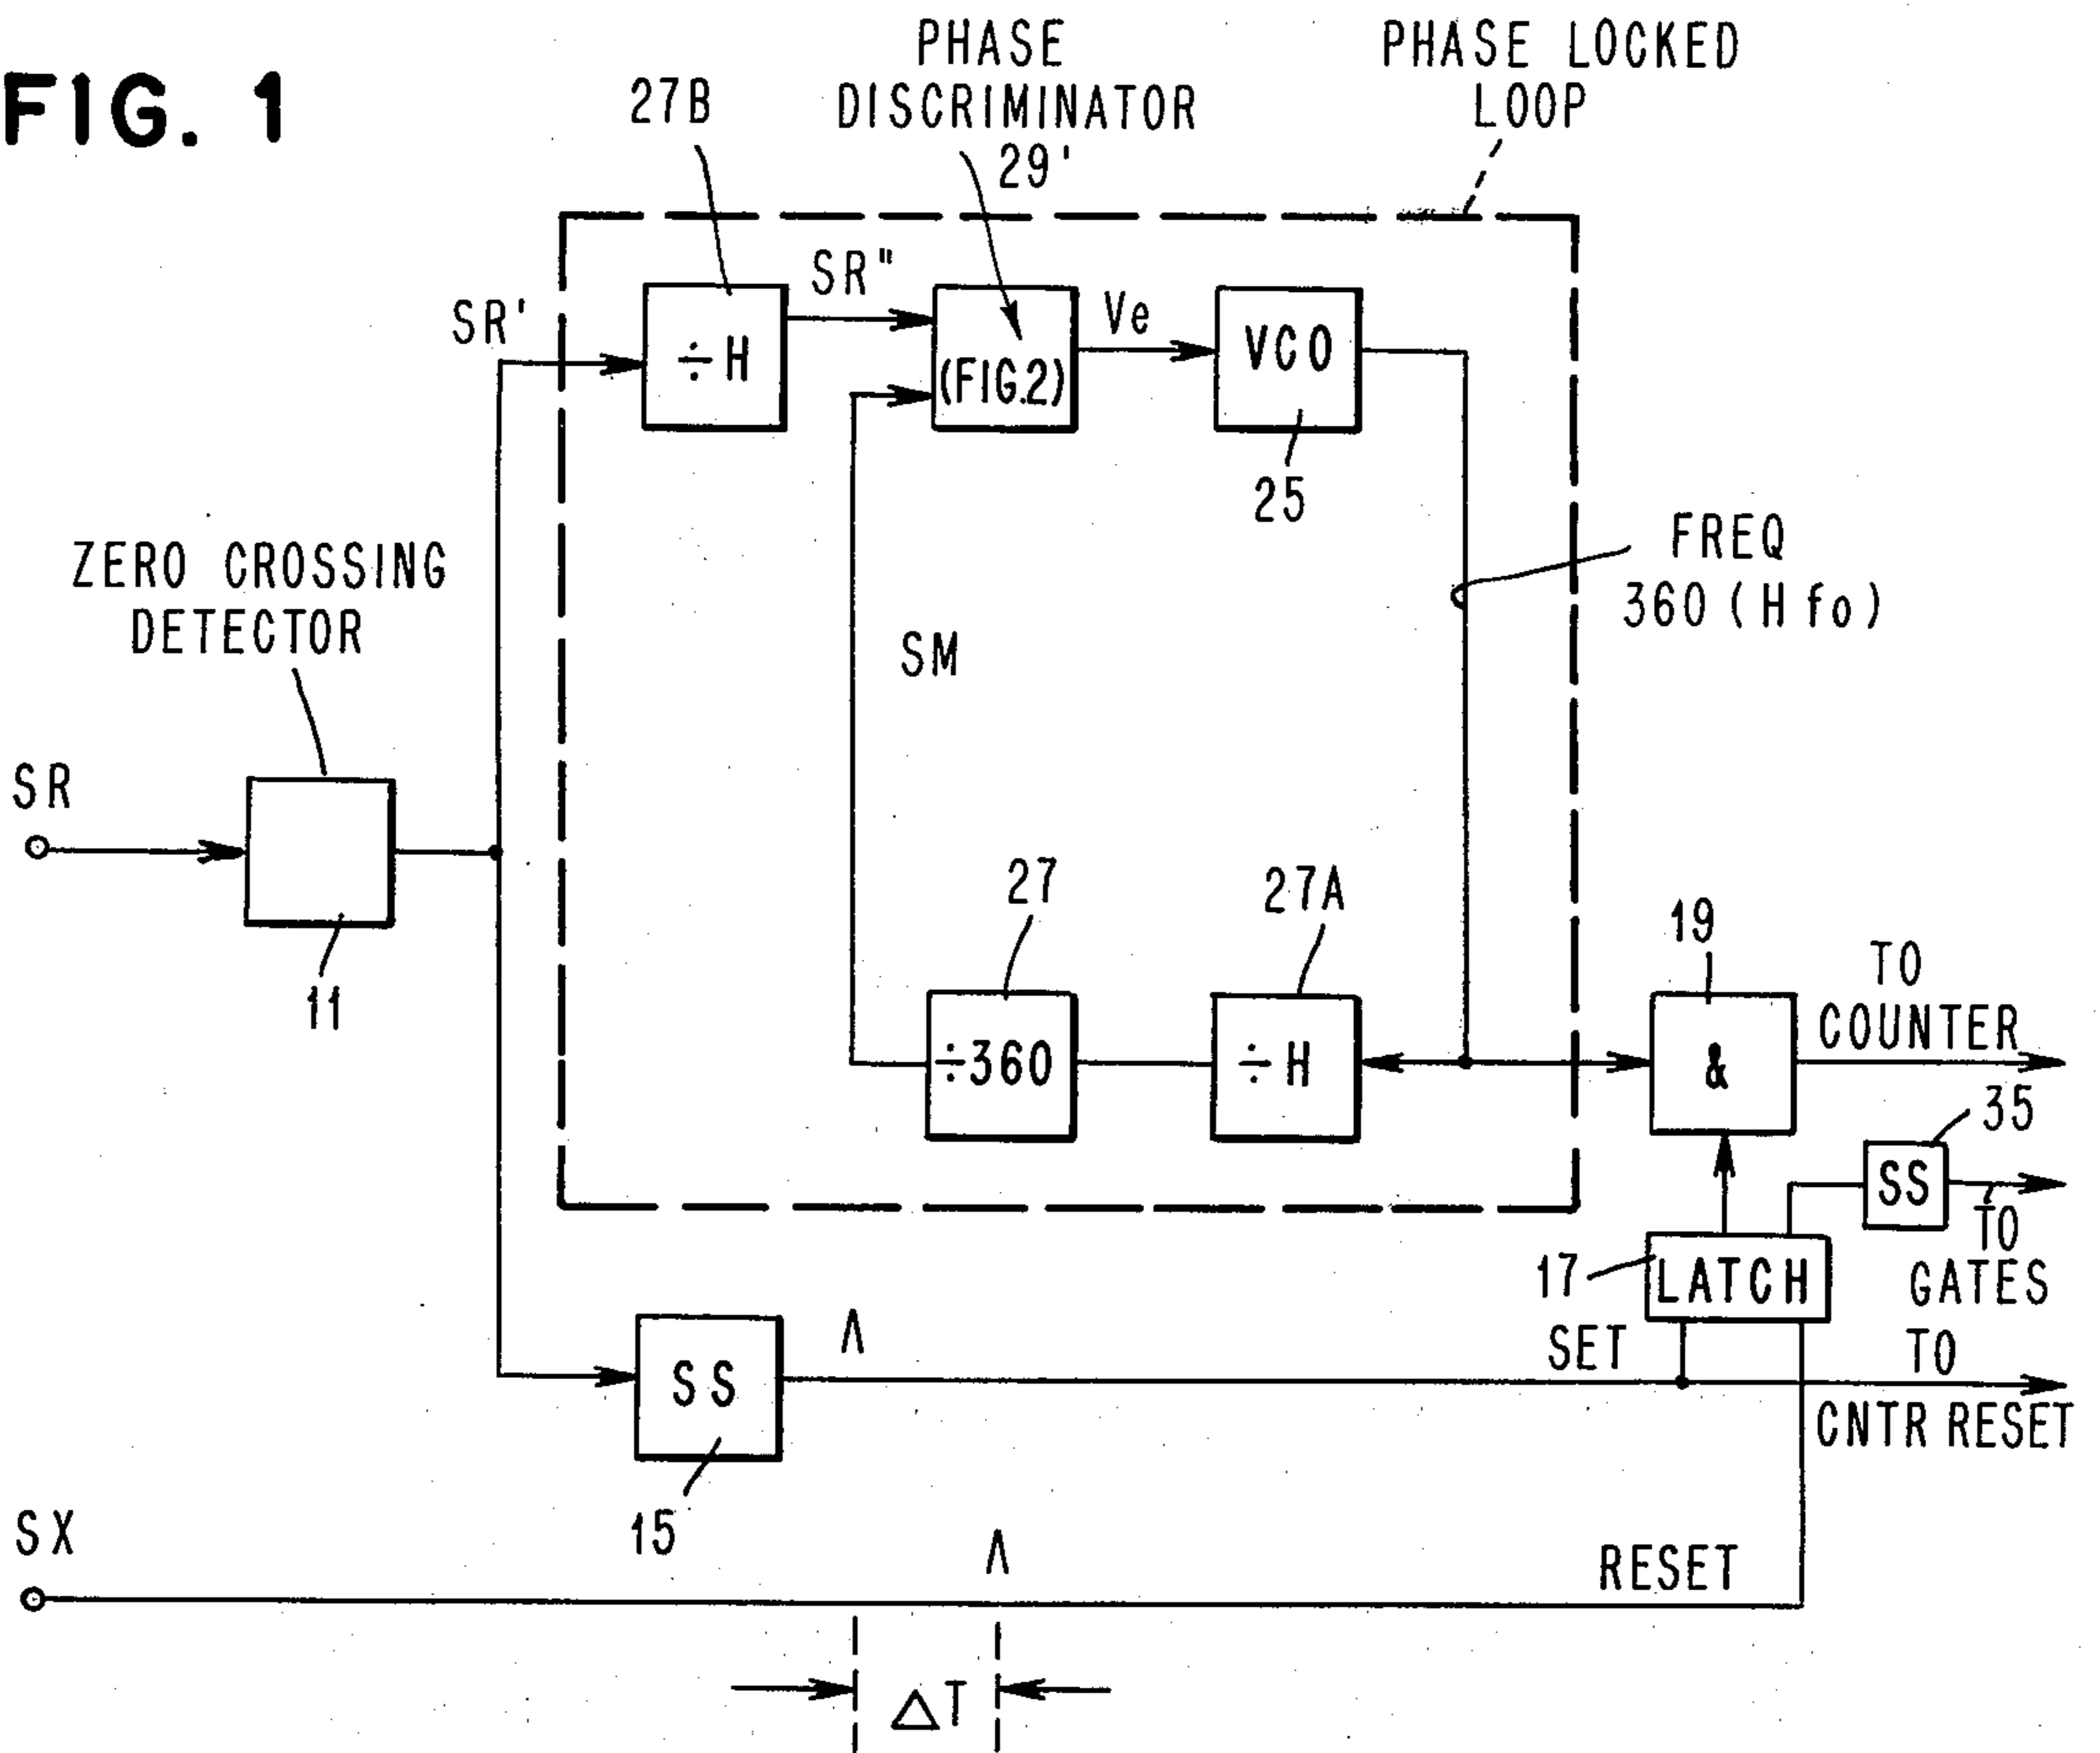 FIG. 1
PHASE
DISCRIMINATOR
29'
PHASE LOCKED
LOOP
27B
SR'
÷H
SR"
(FIG.2)
Ve
VCO
25
FREQ
360 (H fo)
ZERO CROSSING
DETECTOR
SM
SR
11
27
÷360
27A
÷H
19
&
TO
COUNTER
35
SS
TO
GATES
17
LATCH
SET
TO
CNTR RESET
SS
15
Λ
SX
Λ
RESET
ΔT